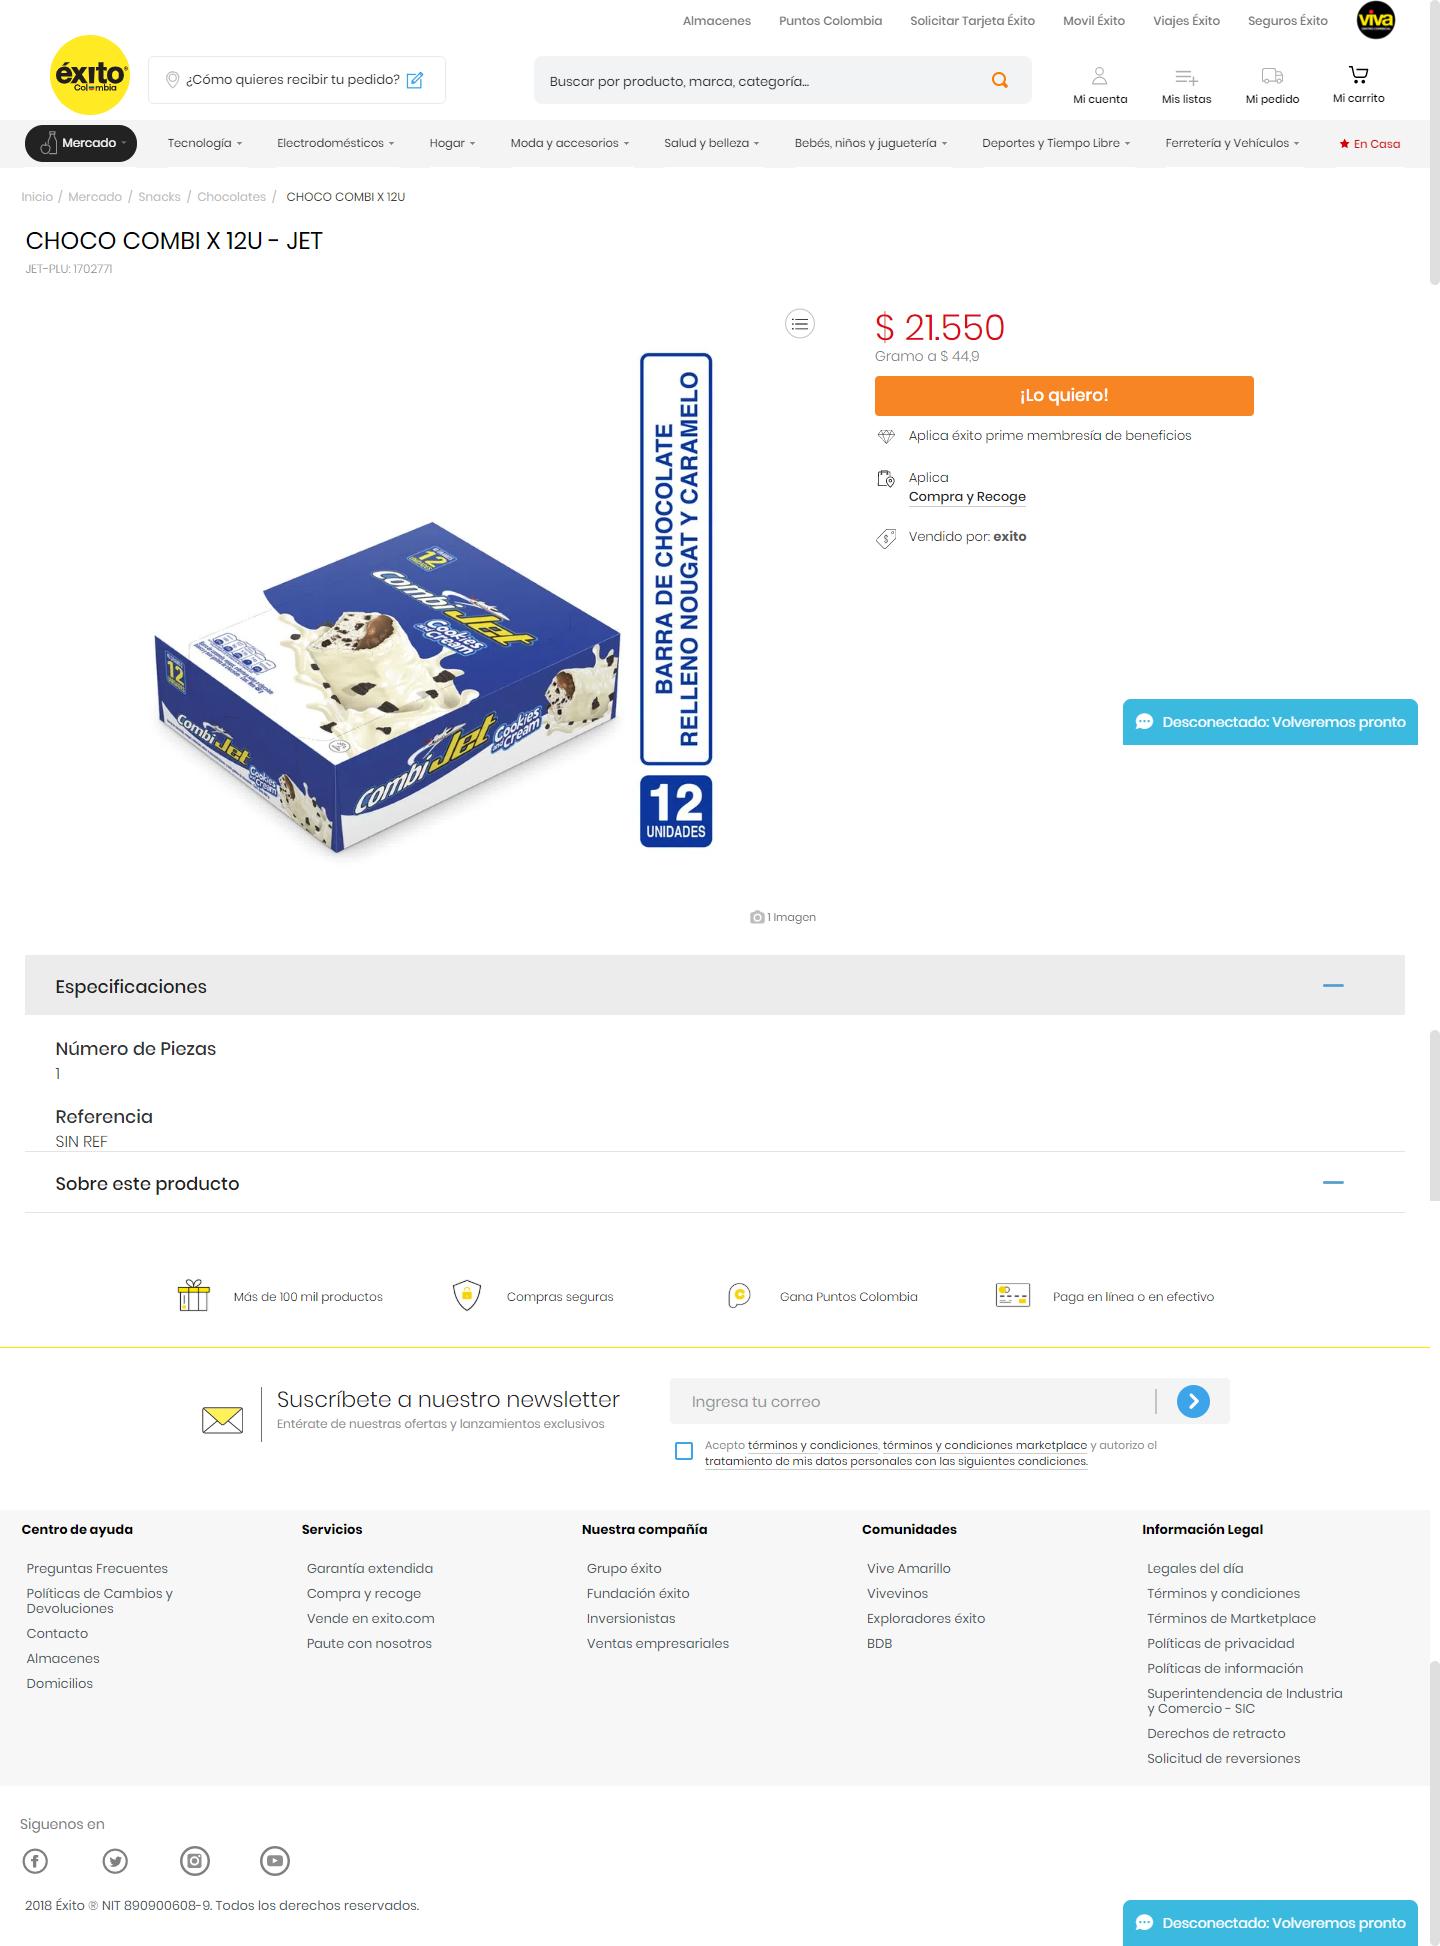 Almacenes Puntos Colombia Solicitar Tarjeta Éxito Movil Éxito Viajes Éxito Seguros Éxito viva
éxito
Colombia
¿Cómo quieres recibir tu pedido?
Buscar por producto, marca, categoría...
Mi cuenta Mis listas Mi pedido Mi carrito
Mercado Tecnología Electrodomésticos Hogar Moda y accesorios Salud y belleza Bebés, niños y juguetería Deportes y Tiempo Libre Ferretería y Vehículos En Casa
Inicio / Mercado / Snacks / Chocolates / CHOCO COMBI X 12U
CHOCO COMBI X 12U - JET
JET-PLU: 1702771
BARRA DE CHOCOLATE
RELLENO NOUGAT Y CARAMELO
12
UNIDADES
12
Combi Jet
Cookies
and Cream
12
Combi Jet
Cookies
and Cream
Combi Jet
Cookies
and Cream
1 Imagen
$ 21.550
Gramo a $ 44,9
¡Lo quiero!
Aplica éxito prime membresía de beneficios
Aplica
Compra y Recoge
Vendido por: exito
Desconectado: Volveremos pronto
Especificaciones
Número de Piezas
1
Referencia
SIN REF
Sobre este producto
Más de 100 mil productos Compras seguras Gana Puntos Colombia Paga en línea o en efectivo
Suscríbete a nuestro newsletter
Entérate de nuestras ofertas y lanzamientos exclusivos
Ingresa tu correo
Acepto términos y condiciones, términos y condiciones marketplace y autorizo el
tratamiento de mis datos personales con las siguientes condiciones.
Centro de ayuda
Preguntas Frecuentes
Políticas de Cambios y
Devoluciones
Contacto
Almacenes
Domicilios
Servicios
Garantía extendida
Compra y recoge
Vende en exito.com
Paute con nosotros
Nuestra compañía
Grupo éxito
Fundación éxito
Inversionistas
Ventas empresariales
Comunidades
Vive Amarillo
Vivevinos
Exploradores éxito
BDB
Información Legal
Legales del día
Términos y condiciones
Términos de Martketplace
Políticas de privacidad
Políticas de información
Superintendencia de Industria
y Comercio - SIC
Derechos de retracto
Solicitud de reversiones
Siguenos en
2018 Éxito ® NIT 890900608-9. Todos los derechos reservados.
Desconectado: Volveremos pronto